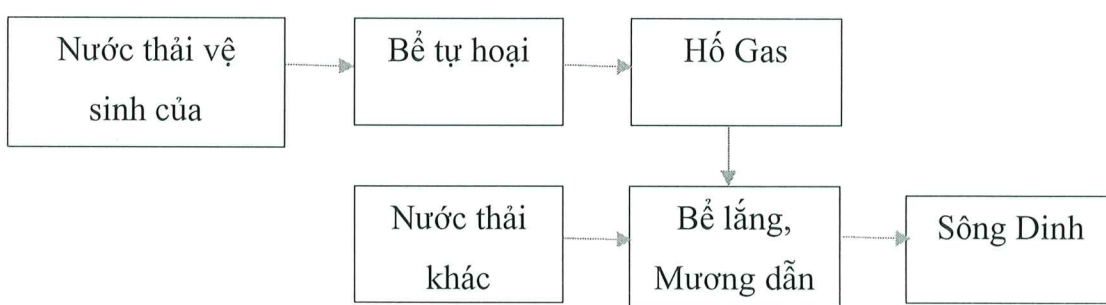 Nước thải vệ
sinh của
Bể tự hoại
Hố Gas
Nước thải
khác
Bể lắng,
Mương dẫn
Sông Dinh